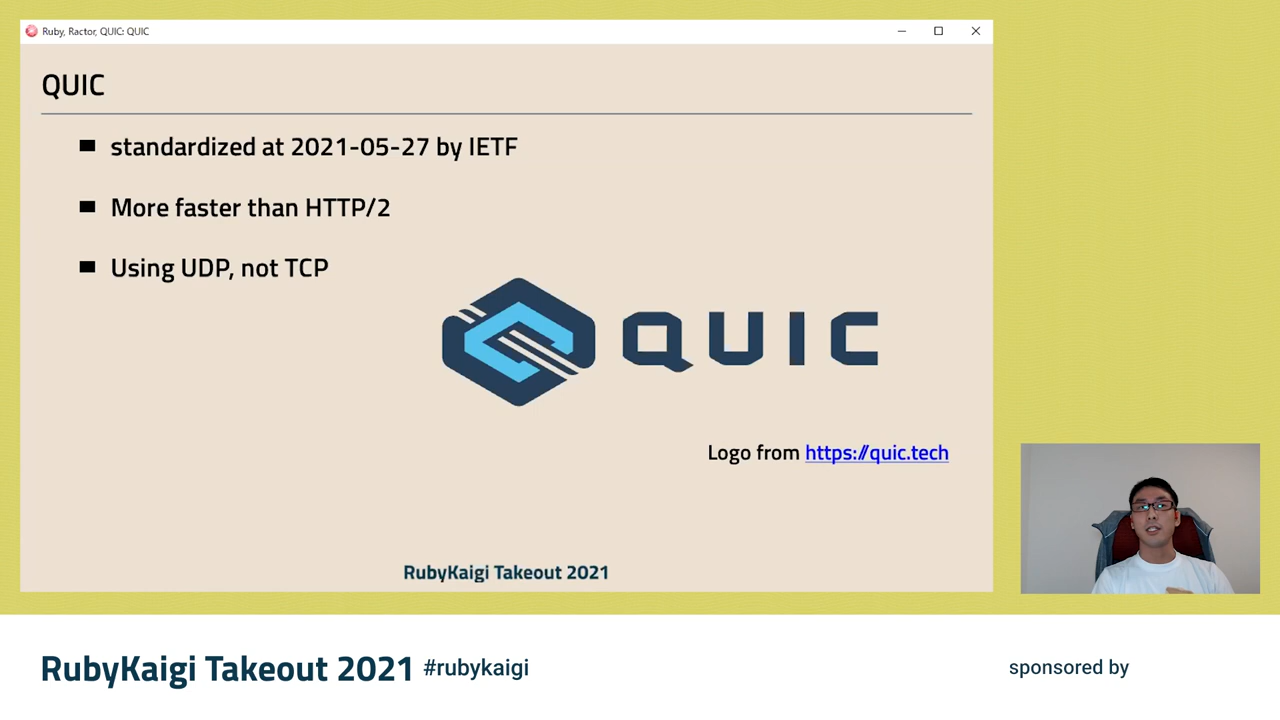 Ruby, Ractor, QUIC: QUIC
QUIC
standardized at 2021-05-27 by IETF
More faster than HTTP/2
Using UDP, not TCP
QUIC
Logo from https://quic.tech
RubyKaigi Takeout 2021
RubyKaigi Takeout 2021 #rubykaigi
sponsored by